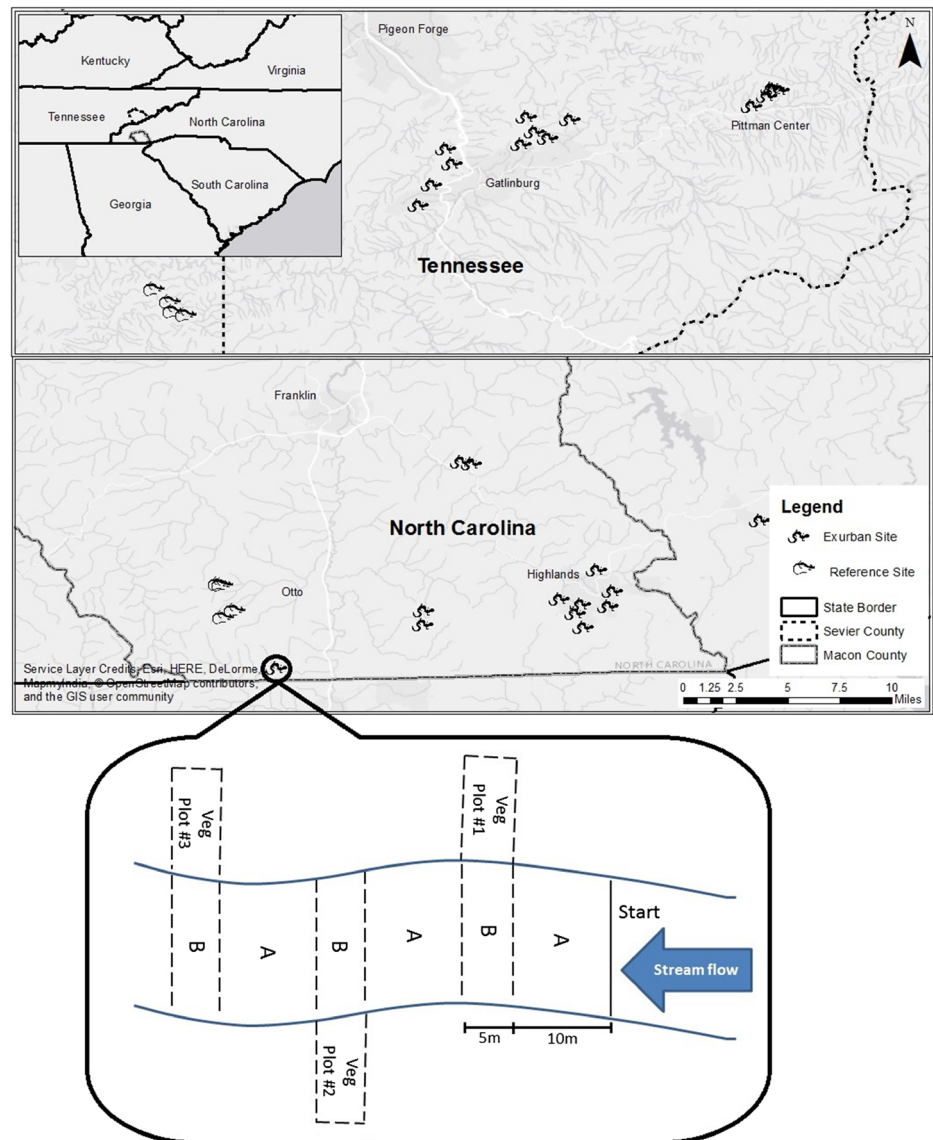 Kentucky
Virginia
Tennessee
North Carolina
South Carolina
Georgia
Pigeon Forge
N
Pittman Center
Gatlinburg
Tennessee
Franklin
North Carolina
Highlands
Otto
Legend
Exurban Site
Reference Site
State Border
Sevier County
Macon County
NORTH CAROLINA
Service Layer Credits: Esri, HERE, DeLorme,
MapmyIndia, © OpenStreetMap contributors,
and the GIS user community
0 1.25 2.5 5 7.5 10
Miles
Veg
Plot #3
Veg
Plot #1
Start
B
A
B
A
B
A
Stream flow
5m
10m
Veg
Plot #2